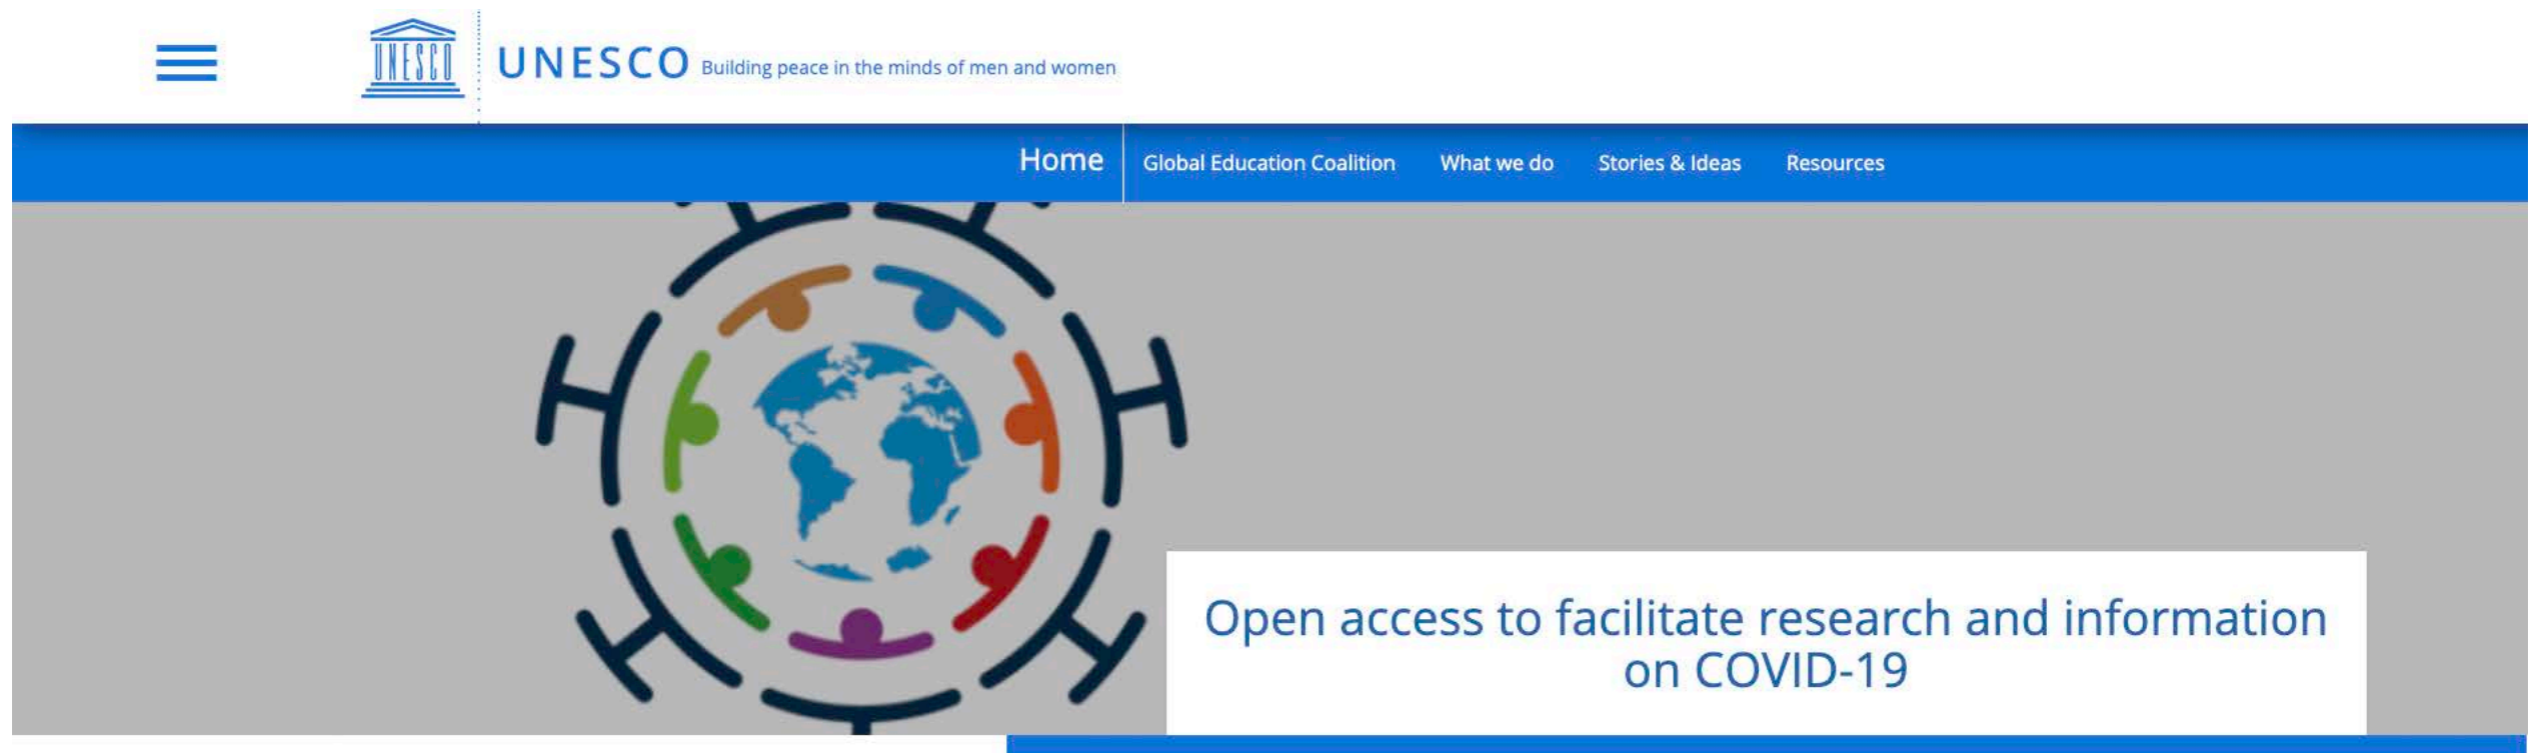 UNESCO
UNESCO Building peace in the minds of men and women
Home Global Education Coalition What we do Stories & Ideas Resources
Open access to facilitate research and information
on COVID-19